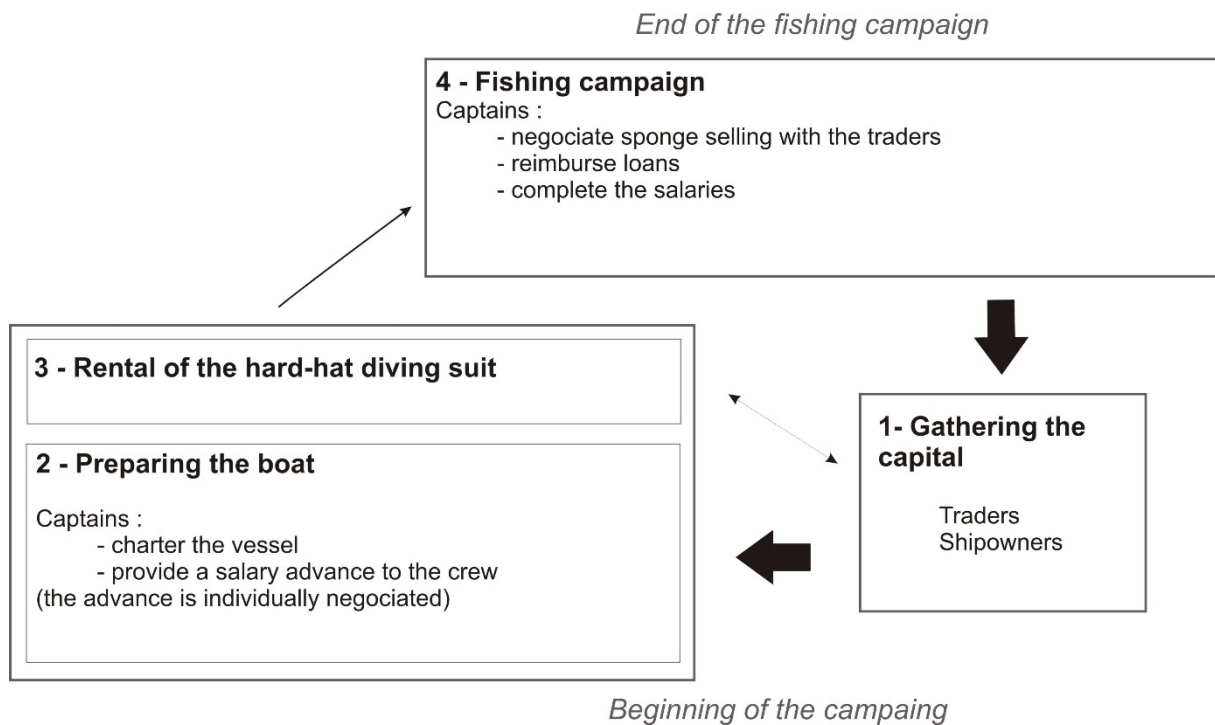 End of the fishing campaign
4 - Fishing campaign
Captains :
- negociate sponge selling with the traders
- reimburse loans
- complete the salaries
3 - Rental of the hard-hat diving suit
2 - Preparing the boat
Captains :
- charter the vessel
- provide a salary advance to the crew
(the advance is individually negociated)
1- Gathering the
capital
Traders
Shipowners
Beginning of the campaing